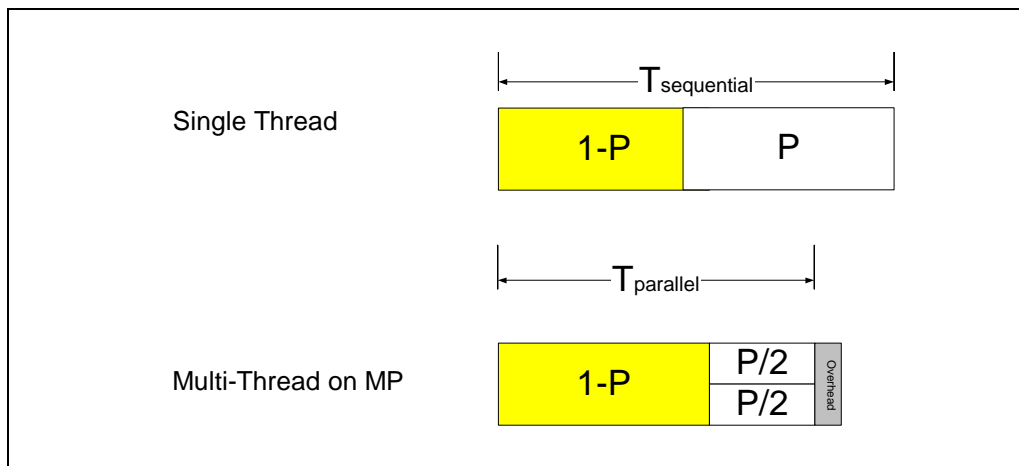 Tsequential
Single Thread
1-P
P
Tparallel
Multi-Thread on MP
1-P
P/2
P/2
Overhead